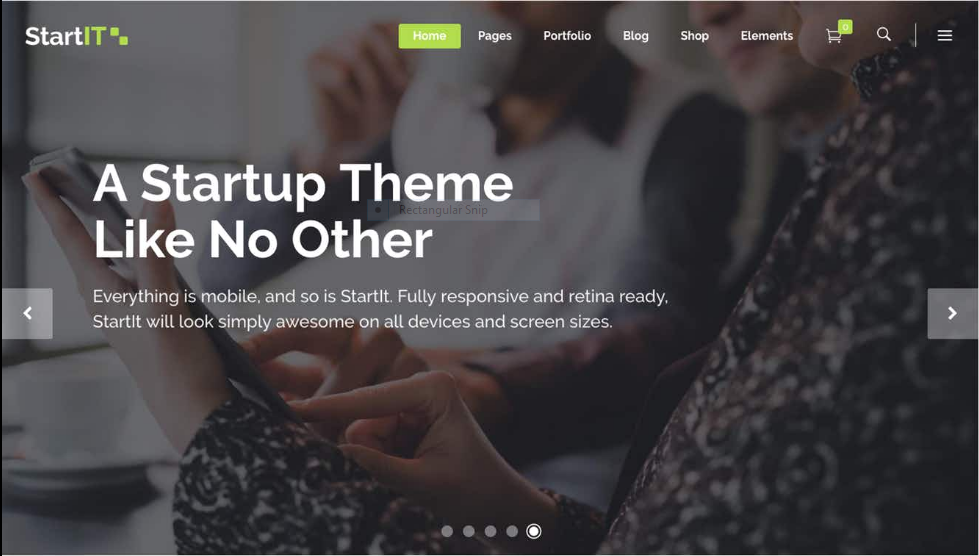 StartIT
Home Pages Portfolio Blog Shop Elements 0
A Startup Theme
Rectangular Snip
Like No Other
Everything is mobile, and so is StartIt. Fully responsive and retina ready,
StartIt will look simply awesome on all devices and screen sizes.